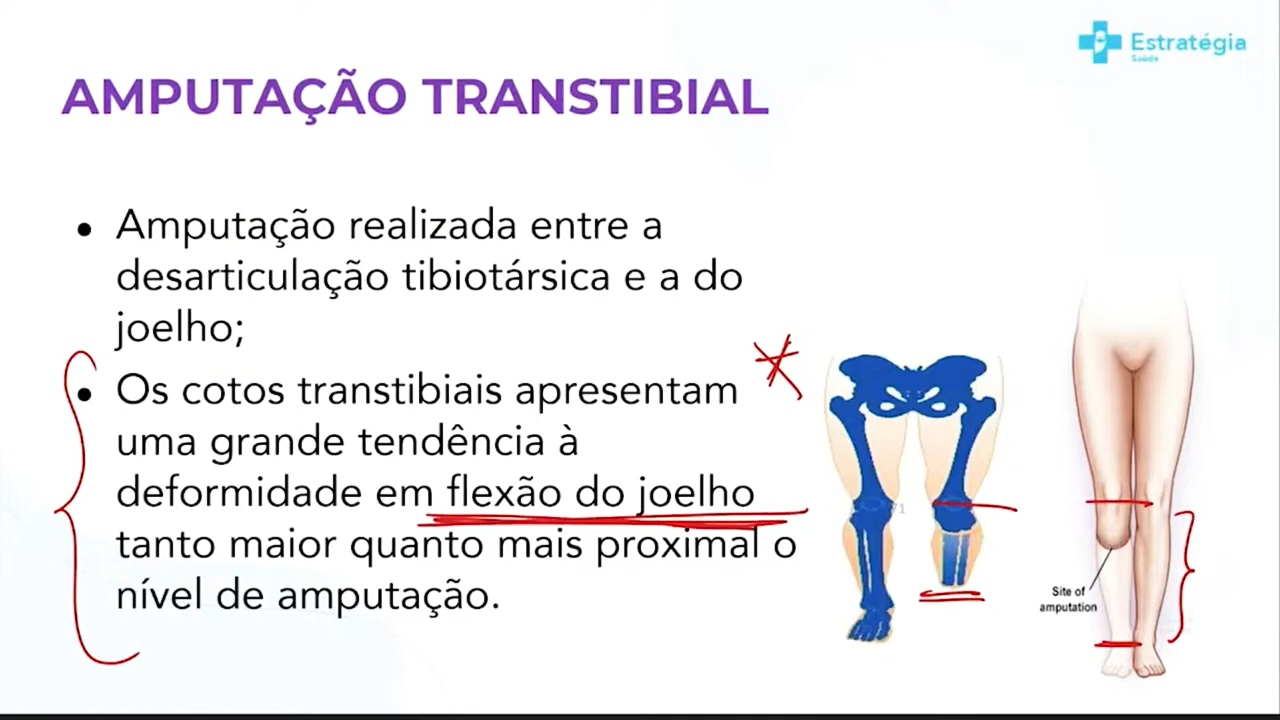 Estratégia
Saúde
AMPUTAÇÃO TRANSTIBIAL
• Amputação realizada entre a
desarticulação tibiotársica e a do
joelho;
• Os cotos transtibiais apresentam
uma grande tendência à
deformidade em flexão do joelho
tanto maior quanto mais proximal o
nível de amputação.
Site of
amputation